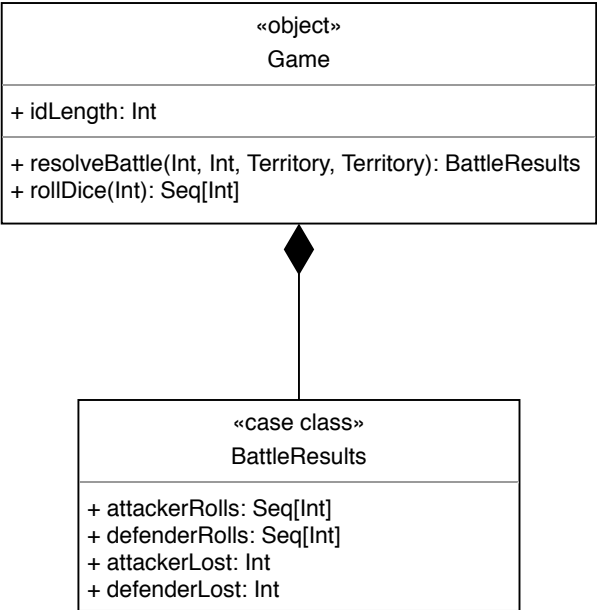 «object»
Game
+ idLength: Int
+ resolveBattle(Int, Int, Territory, Territory): BattleResults
+ rollDice(Int): Seq[Int]
«case class»
BattleResults
+ attackerRolls: Seq[Int]
+ defenderRolls: Seq[Int]
+ attackerLost: Int
+ defenderLost: Int